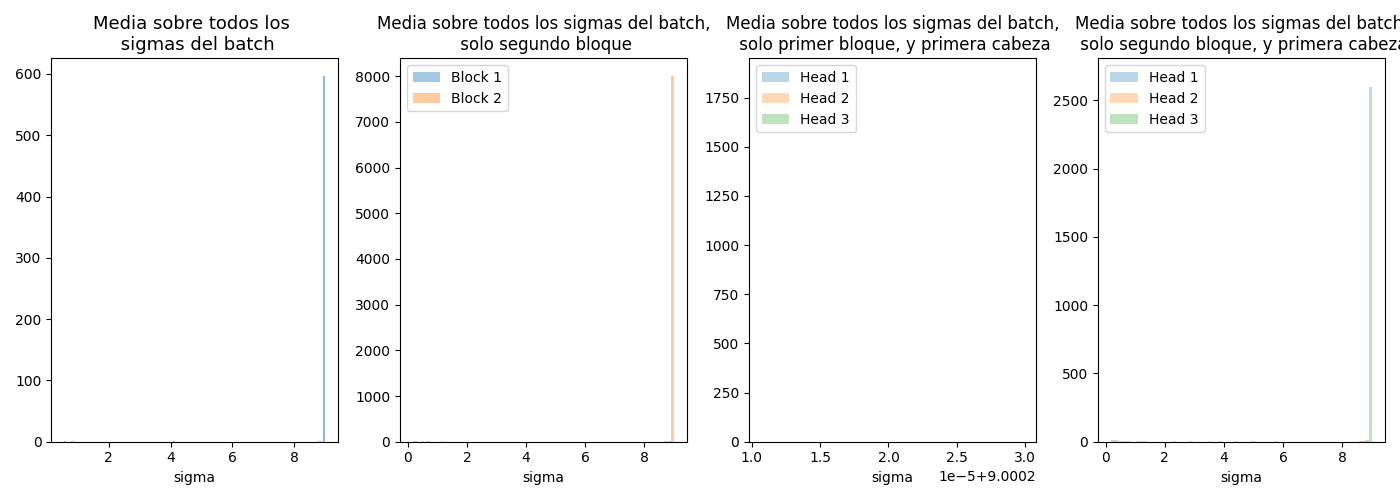 Media sobre todos los
sigmas del batch
600
500
400
300
200
100
0
2
4
6
8
sigma
Media sobre todos los sigmas del batch,
solo segundo bloque
Block 1
Block 2
8000
7000
6000
5000
4000
3000
2000
1000
0
0
2
4
6
8
sigma
Media sobre todos los sigmas del batch,
solo primer bloque, y primera cabeza
Head 1
Head 2
Head 3
1750
1500
1250
1000
750
500
250
0
1.0
1.5
2.0
2.5
3.0
sigma
1e−5+9.0002
Media sobre todos los sigmas del batch
solo segundo bloque, y primera cabeza
Head 1
Head 2
Head 3
2500
2000
1500
1000
500
0
0
2
4
6
8
sigma